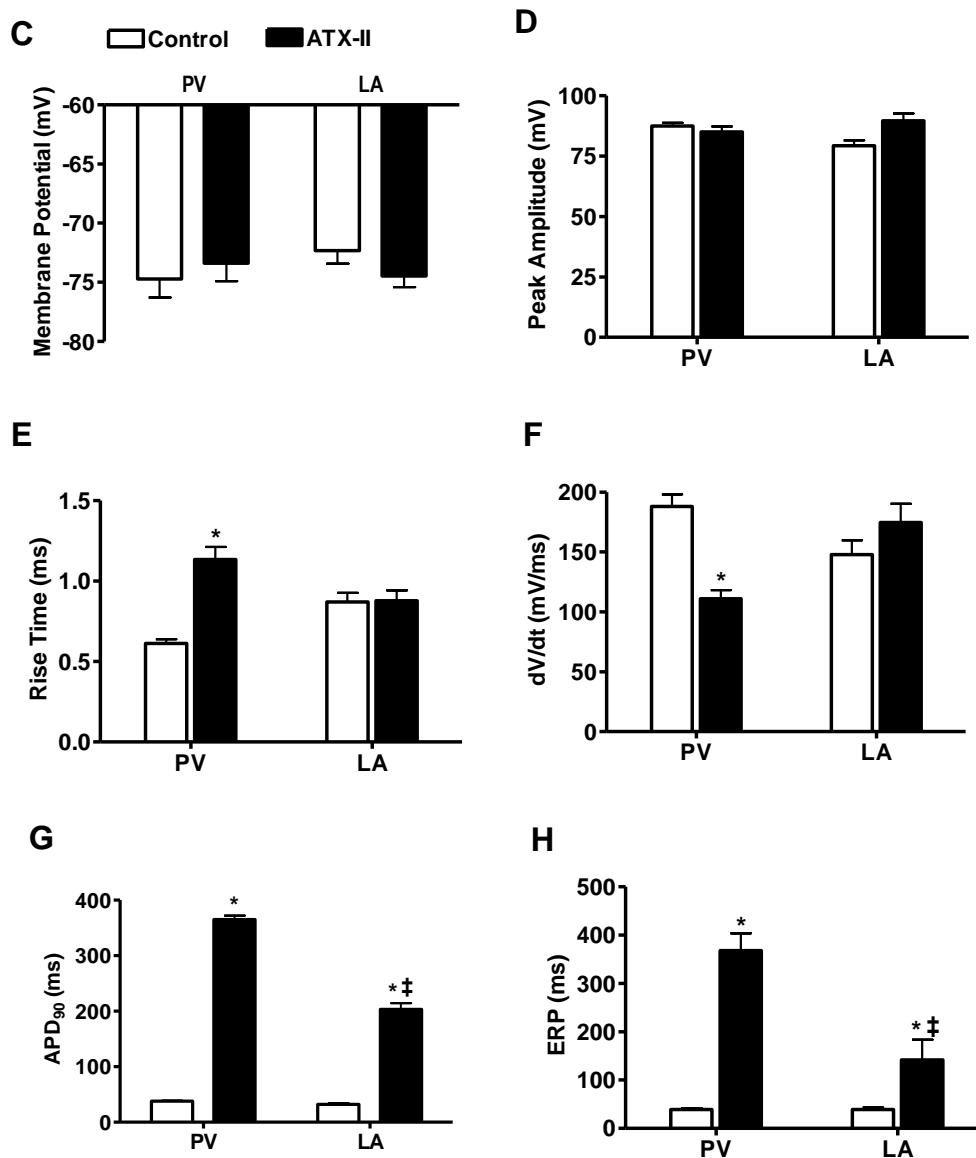 C
Control
ATX-II
PV
LA
Membrane Potential (mV)
-60
-65
-70
-75
-80
D
Peak Amplitude (mV)
100
75
50
25
0
PV
LA
E
Rise Time (ms)
1.5
1.0
0.5
0.0
*
PV
LA
F
dV/dt (mV/ms)
200
150
100
50
0
*
PV
LA
G
APD90 (ms)
400
300
200
100
0
*
*‡
PV
LA
H
ERP (ms)
500
400
300
200
100
0
*
*‡
PV
LA